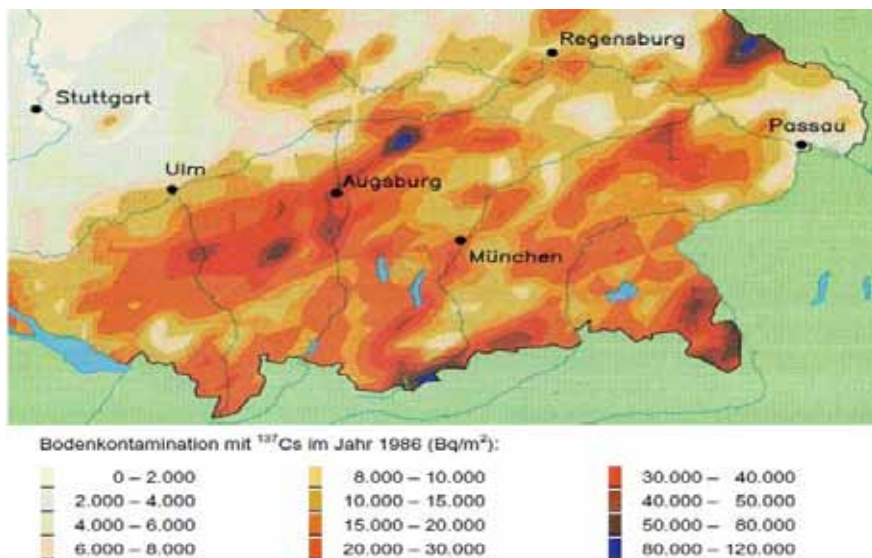 Regensburg
Stuttgart
Passau
Ulm
Augsburg
München
Bodenkontamination mit ¹³⁷Cs im Jahr 1986 (Bq/m²):
0 – 2.000
8.000 – 10.000
30.000 – 40.000
2.000 – 4.000
10.000 – 15.000
40.000 – 50.000
4.000 – 6.000
15.000 – 20.000
50.000 – 80.000
6.000 – 8.000
20.000 – 30.000
80.000 – 120.000